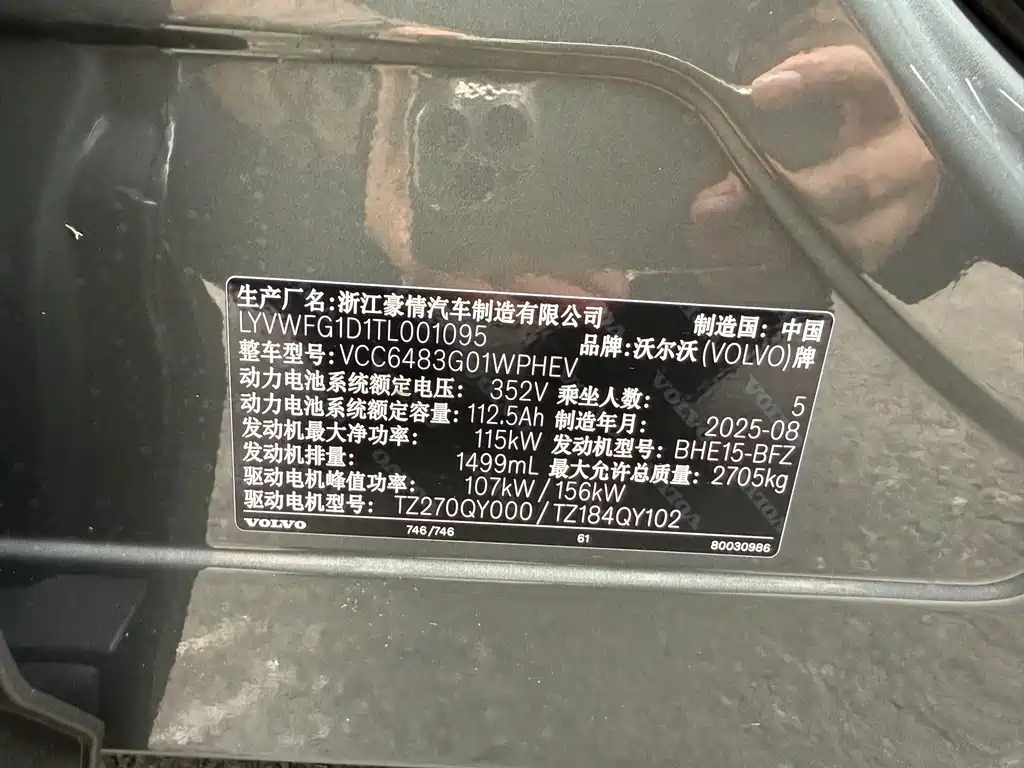 生产厂名:浙江豪情汽车制造有限公司 制造国: 中国
LYVWFG1D1TL001095 品牌:沃尔沃(VOLVO)牌
整车型号:VCC6483G01WPHEV
动力电池系统额定电压: 352V 乘坐人数: 5
动力电池系统额定容量: 112.5Ah 制造年月: 2025-08
发动机最大净功率: 115kW 发动机型号: BHE15-BFZ
发动机排量: 1499mL 最大允许总质量: 2705kg
驱动电机峰值功率: 107kW/156kW
驱动电机型号: TZ270QY000/TZ184QY102
VOLVO 746/746 61 80030986